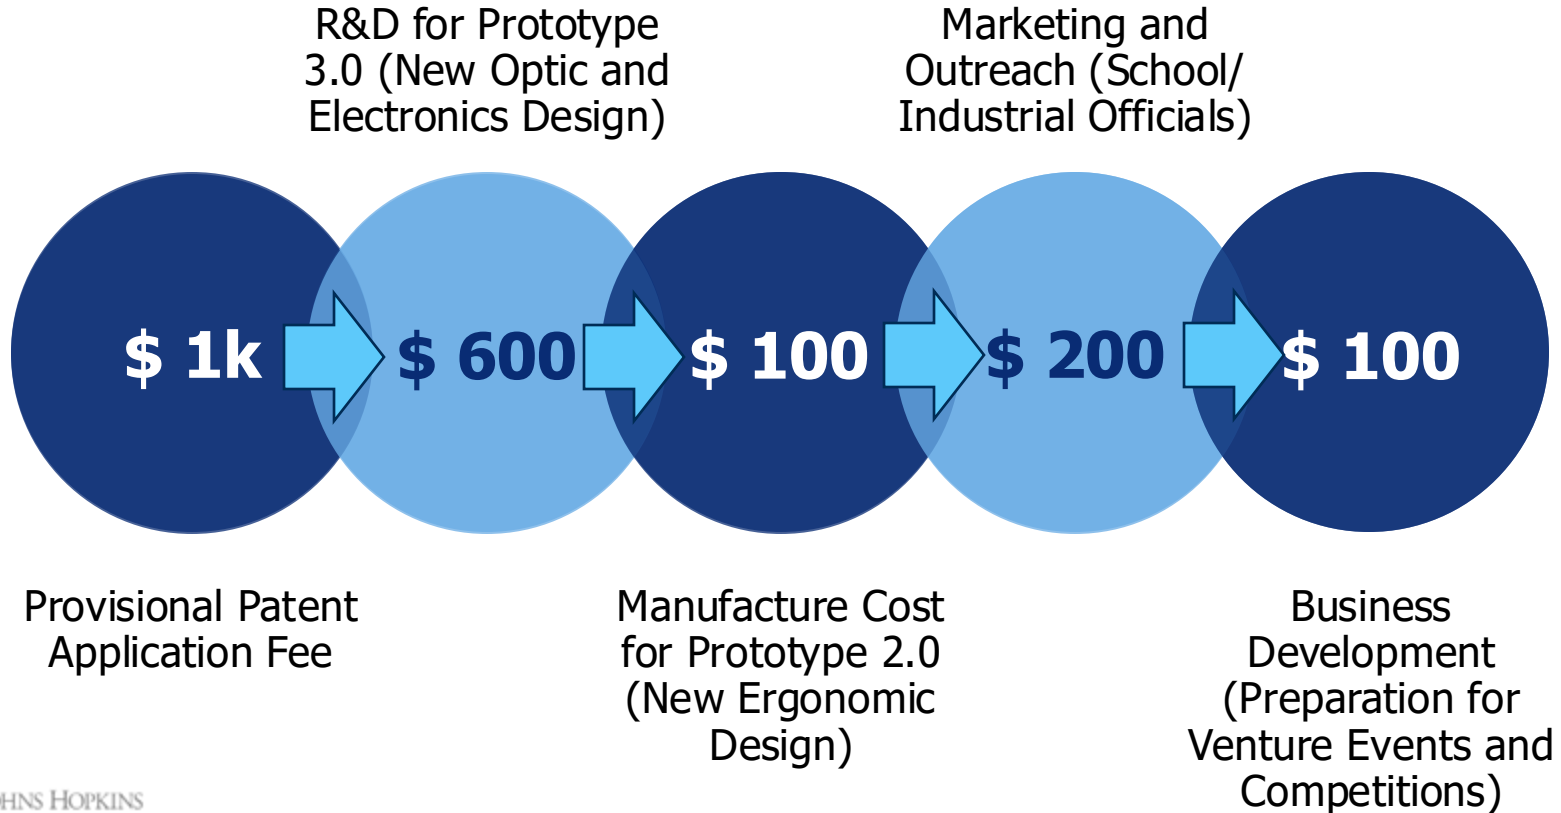 R&D for Prototype
3.0 (New Optic and
Electronics Design)
Marketing and
Outreach (School/
Industrial Officials)
$ 1k
$ 600
$ 100
$ 200
$ 100
Provisional Patent
Application Fee
Manufacture Cost
for Prototype 2.0
(New Ergonomic
Design)
Business
Development
(Preparation for
Venture Events and
Competitions)
HNS HOPKINS